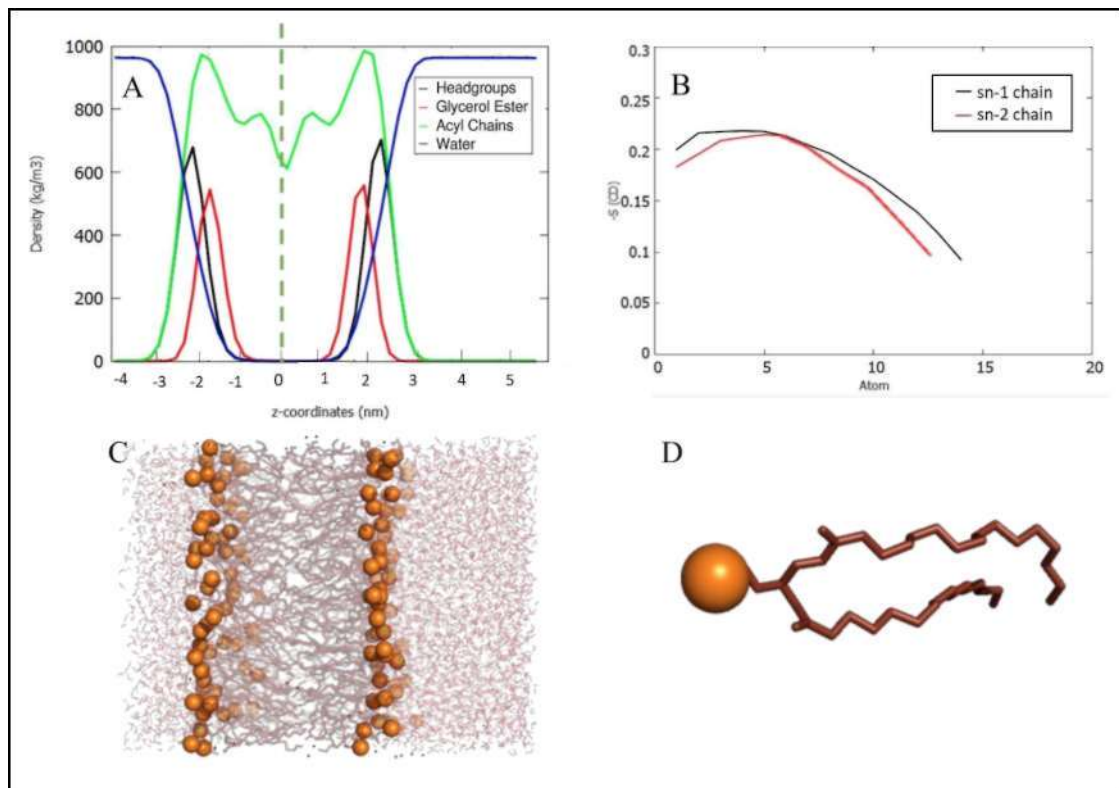 A
1000
800
600
400
200
0
Density (kg/m3)
Headgroups
Glycerol Ester
Acyl Chains
Water
-4 -3 -2 -1 0 1 2 3 4 5
z-coordinates (nm)
B
0.3
0.25
0.2
0.15
0.1
0.05
0
-S (CD)
sn-1 chain
sn-2 chain
0 5 10 15 20
Atom
C
D